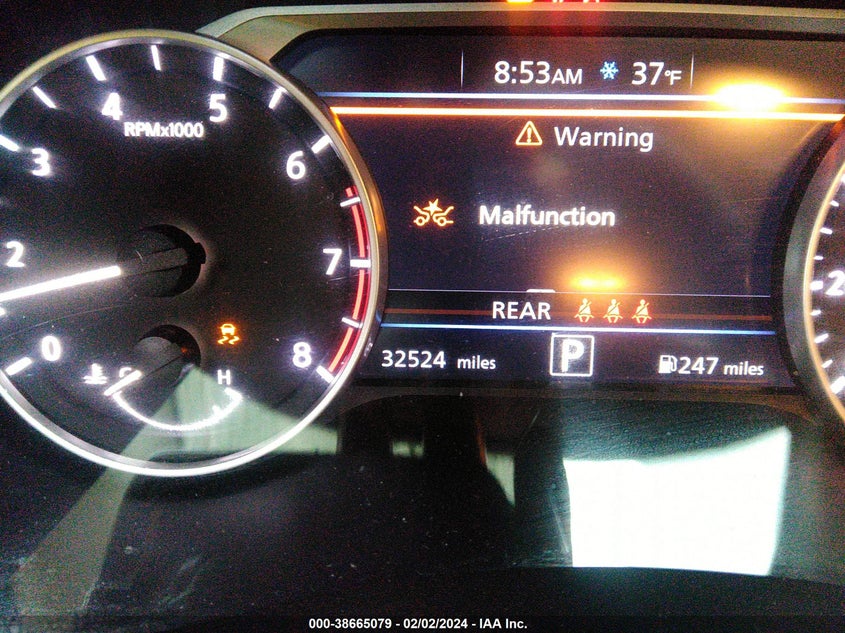 8:53AM 37°F
Warning
Malfunction
REAR
32524 miles
P
247 miles
0
2
3
4
5
6
7
8
RPMx1000
C H
2
000-38665079 - 02/02/2024 - IAA Inc.